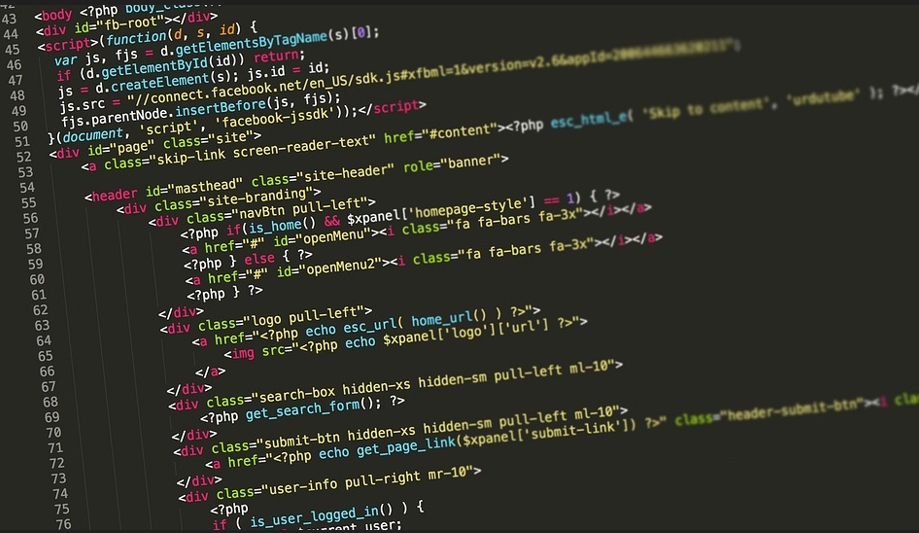 42
43 <body <?php body_class();
44 <div id="fb-root"></div>
45 <script>(function(d, s, id) {
46 var js, fjs = d.getElementsByTagName(s)[0];
47 if (d.getElementById(id)) return;
48 js = d.createElement(s); js.id = id;
49 js.src = "//connect.facebook.net/en_US/sdk.js#xfbml=1&version=v2.6&appId=
50 fjs.parentNode.insertBefore(js, fjs);
51 }(document, 'script', 'facebook-jssdk'));</script>
52 <div id="page" class="site">
53 <a class="skip-link screen-reader-text" href="#content"><?php esc_html_e( 'Skip to content', 'urdutube' ); ?></
54
55 <header id="masthead" class="site-header" role="banner">
56 <div class="site-branding">
57 <div class="navBtn pull-left">
58 <?php if(is_home() && $xpanel['homepage-style'] == 1) { ?>
59 <a href="#" id="openMenu"><i class="fa fa-bars fa-3x"></i></a>
60 <?php } else { ?>
61 <a href="#" id="openMenu2"><i class="fa fa-bars fa-3x"></i></a>
62 <?php } ?>
63 </div>
64 <div class="logo pull-left">
65 <a href="<?php echo esc_url( home_url() ) ?>">
66 <img src="<?php echo $xpanel['logo']['url'] ?>">
67 </a>
68 </div>
69 <div class="search-box hidden-xs hidden-sm pull-left ml-10">
70 <?php get_search_form(); ?>
71 </div>
72 <div class="submit-btn hidden-xs hidden-sm pull-left ml-10">
73 <a href="<?php echo get_page_link($xpanel['submit-link']) ?>" class="header-submit-btn"><i clas
74 </div>
75 <div class="user-info pull-right mr-10">
76 <?php
if ( is_user_logged_in() ) {
current_user;